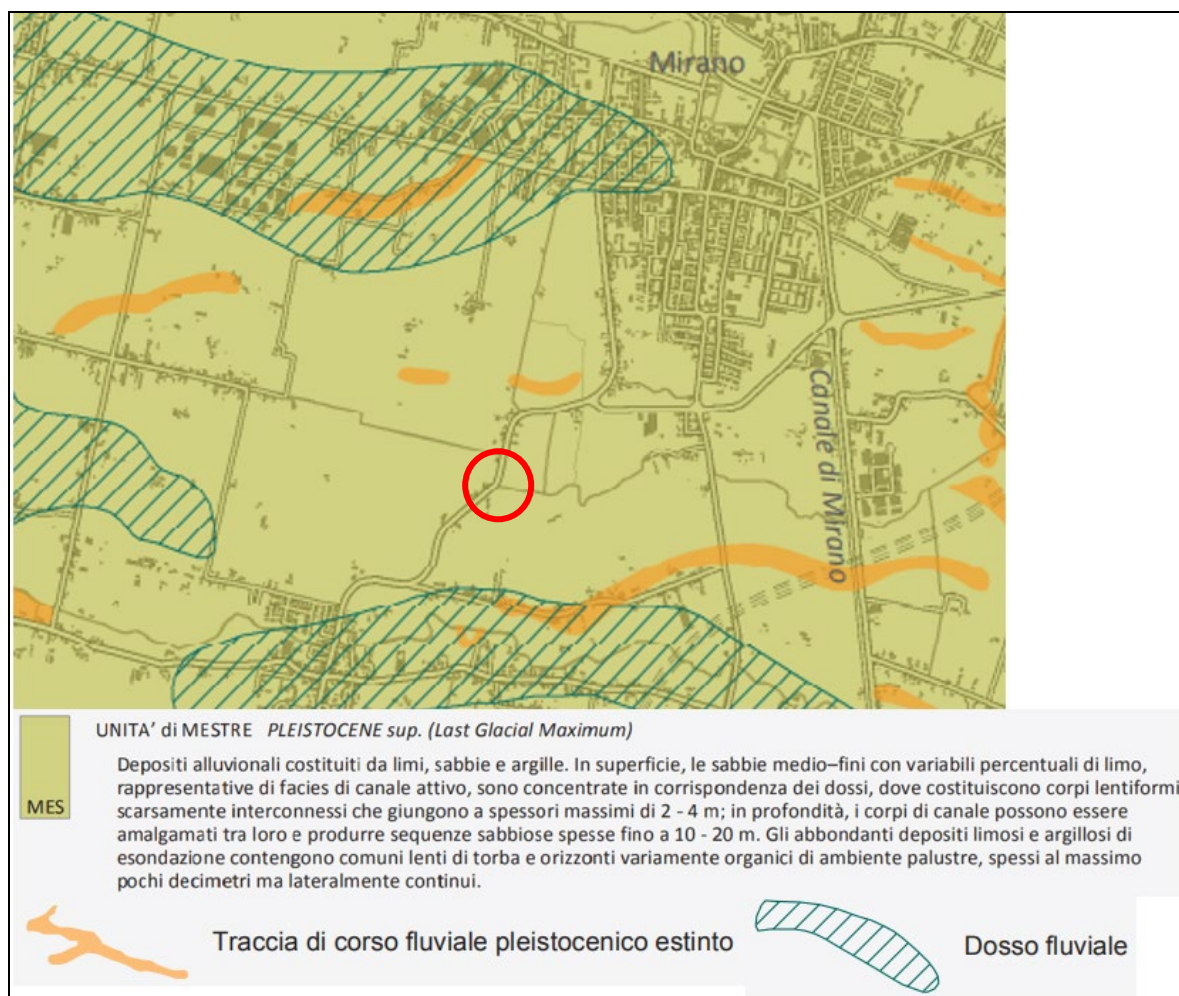 Mirano
Canale di Mirano
UNITA’ di MESTRE PLEISTOCENE sup. (Last Glacial Maximum)
MES
Depositi alluvionali costituiti da limi, sabbie e argille. In superficie, le sabbie medio–fini con variabili percentuali di limo,
rappresentative di facies di canale attivo, sono concentrate in corrispondenza dei dossi, dove costituiscono corpi lentiformi
scarsamente interconnessi che giungono a spessori massimi di 2 - 4 m; in profondità, i corpi di canale possono essere
amalgamati tra loro e produrre sequenze sabbiose spesse fino a 10 - 20 m. Gli abbondanti depositi limosi e argillosi di
esondazione contengono comuni lenti di torba e orizzonti variamente organici di ambiente palustre, spessi al massimo
pochi decimetri ma lateralmente continui.
Traccia di corso fluviale pleistocenico estinto
Dosso fluviale